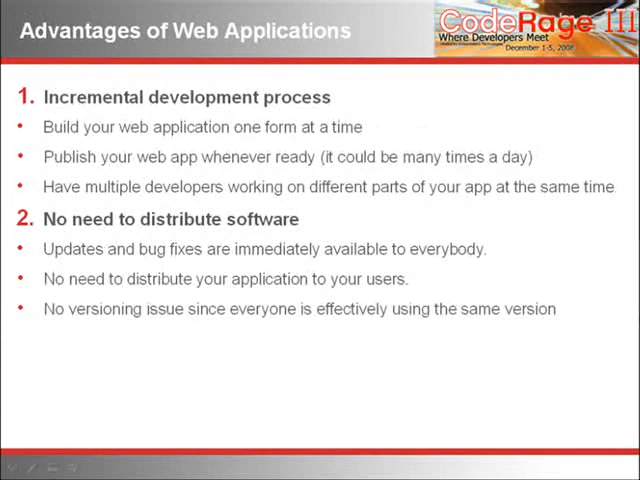 Advantages of Web Applications
CodeRage III
Where Developers Meet
December 1-5, 2008
1. Incremental development process
• Build your web application one form at a time
• Publish your web app whenever ready (it could be many times a day)
• Have multiple developers working on different parts of your app at the same time
2. No need to distribute software
• Updates and bug fixes are immediately available to everybody.
• No need to distribute your application to your users.
• No versioning issue since everyone is effectively using the same version